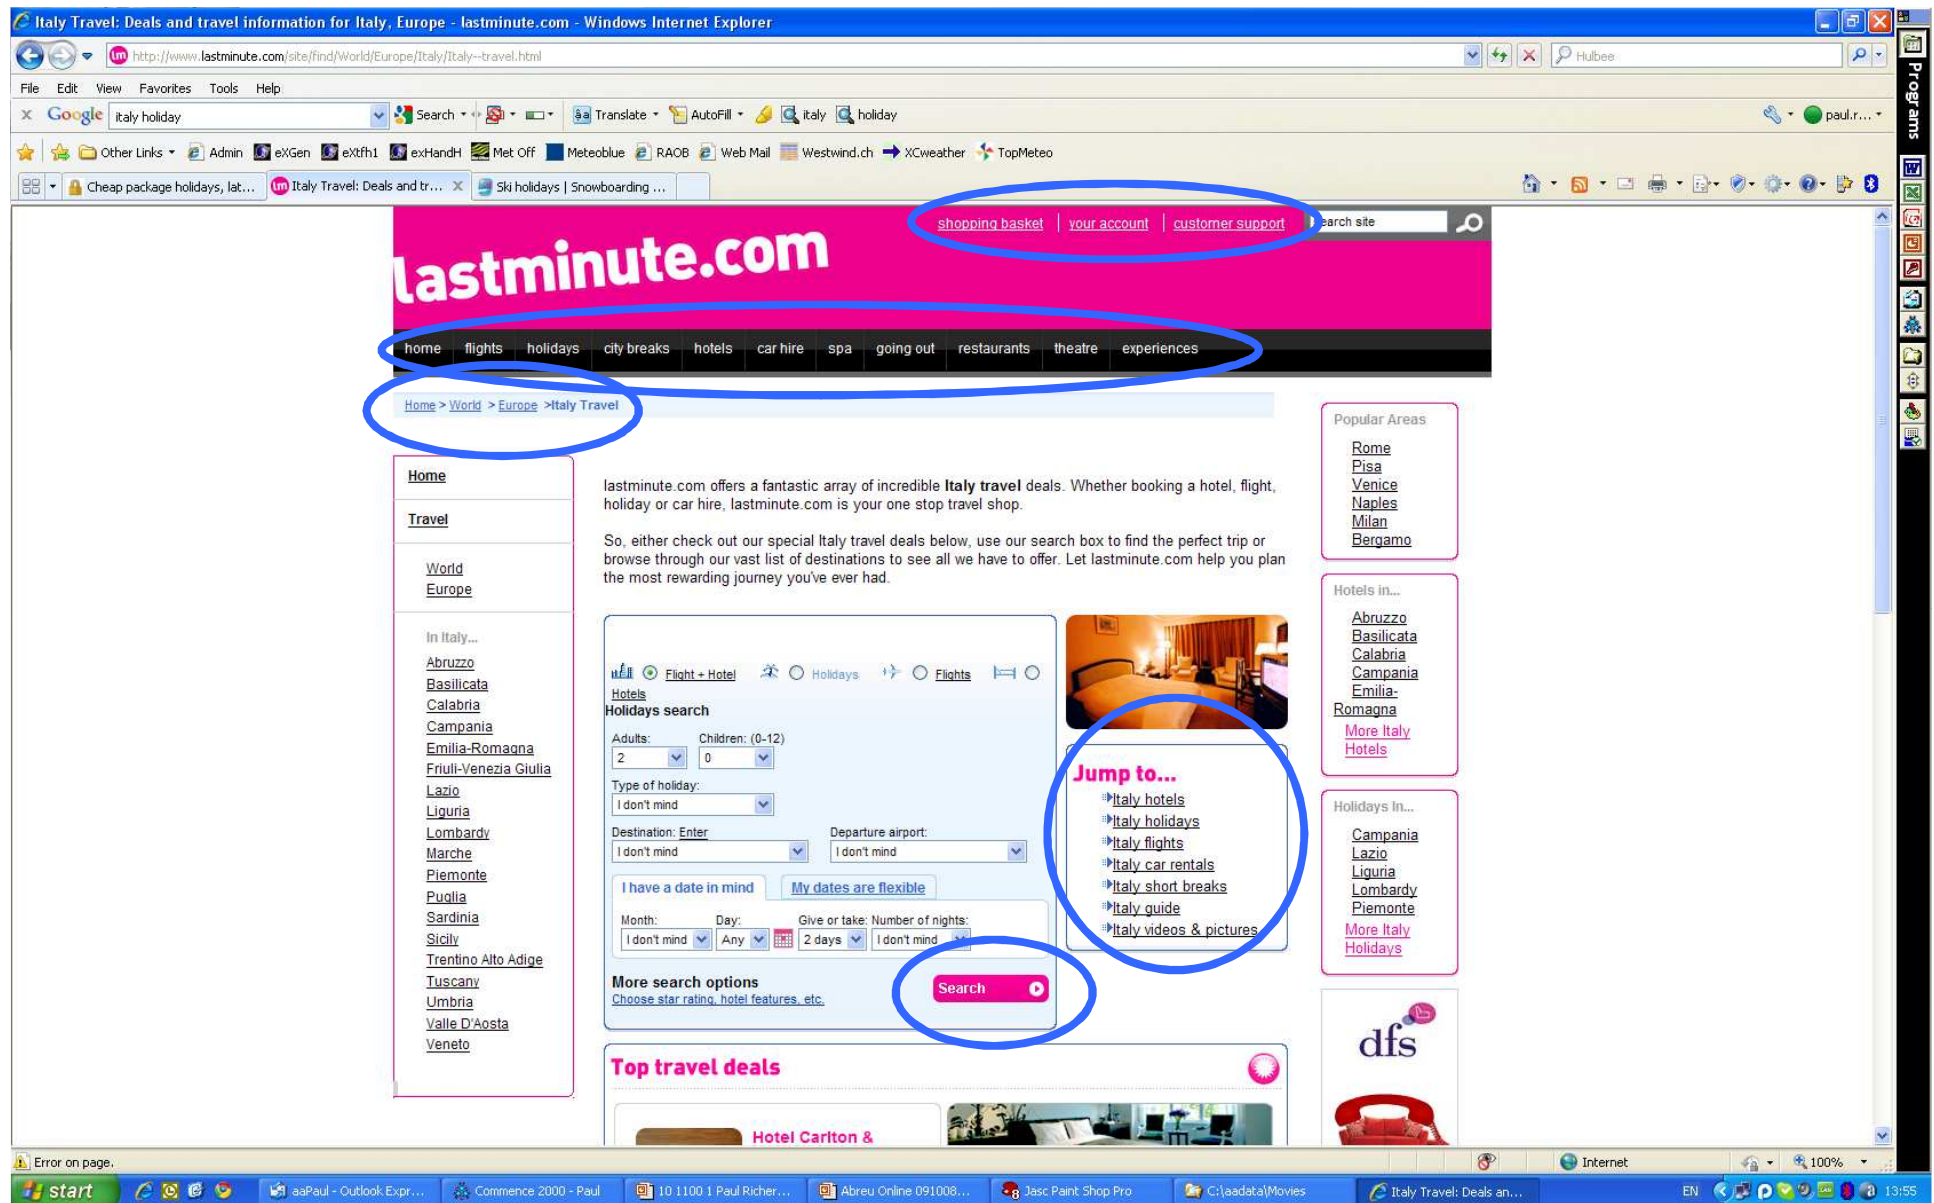 Italy Travel: Deals and travel information for Italy, Europe - lastminute.com - Windows Internet Explorer
http://www.lastminute.com/site/find/World/Europe/Italy/Italy--travel.html
Hulbee
File Edit View Favorites Tools Help
Google italy holiday Search Translate AutoFill italy holiday paul.r...
Other Links Admin eXGen eXtfh1 exHandH Met Off Meteoblue RAOB Web Mail Westwind.ch XCweather TopMeteo
Cheap package holidays, lat... Italy Travel: Deals and tr... Ski holidays | Snowboarding ...
Programs
shopping basket | your account | customer support
earch site
lastminute.com
home flights holidays city breaks hotels car hire spa going out restaurants theatre experiences
Home > World > Europe >Italy Travel
Home
Travel
World
Europe
In Italy...
Abruzzo
Basilicata
Calabria
Campania
Emilia-Romagna
Friuli-Venezia Giulia
Lazio
Liguria
Lombardy
Marche
Piemonte
Puglia
Sardinia
Sicily
Trentino Alto Adige
Tuscany
Umbria
Valle D'Aosta
Veneto
lastminute.com offers a fantastic array of incredible Italy travel deals. Whether booking a hotel, flight,
holiday or car hire, lastminute.com is your one stop travel shop.
So, either check out our special Italy travel deals below, use our search box to find the perfect trip or
browse through our vast list of destinations to see all we have to offer. Let lastminute.com help you plan
the most rewarding journey you've ever had.
Flight + Hotel Holidays Flights
Hotels
Holidays search
Adults: Children: (0-12)
2 0
Type of holiday:
I don't mind
Destination: Enter Departure airport:
I don't mind I don't mind
I have a date in mind My dates are flexible
Month: Day: Give or take: Number of nights:
I don't mind Any 2 days I don't mind
More search options
Choose star rating, hotel features, etc.
Search
Jump to...
Italy hotels
Italy holidays
Italy flights
Italy car rentals
Italy short breaks
Italy guide
Italy videos & pictures
Top travel deals
Hotel Carlton &
Popular Areas
Rome
Pisa
Venice
Naples
Milan
Bergamo
Hotels in...
Abruzzo
Basilicata
Calabria
Campania
Emilia-
Romagna
More Italy
Hotels
Holidays In...
Campania
Lazio
Liguria
Lombardy
Piemonte
More Italy
Holidays
dfs
Error on page. Internet 100%
start aaPaul - Outlook Expr... Commence 2000 - Paul 10 1100 1 Paul Richer... Abreu Online 091008... Jasc Paint Shop Pro C:\aadata\Movies Italy Travel: Deals an... EN 13:55